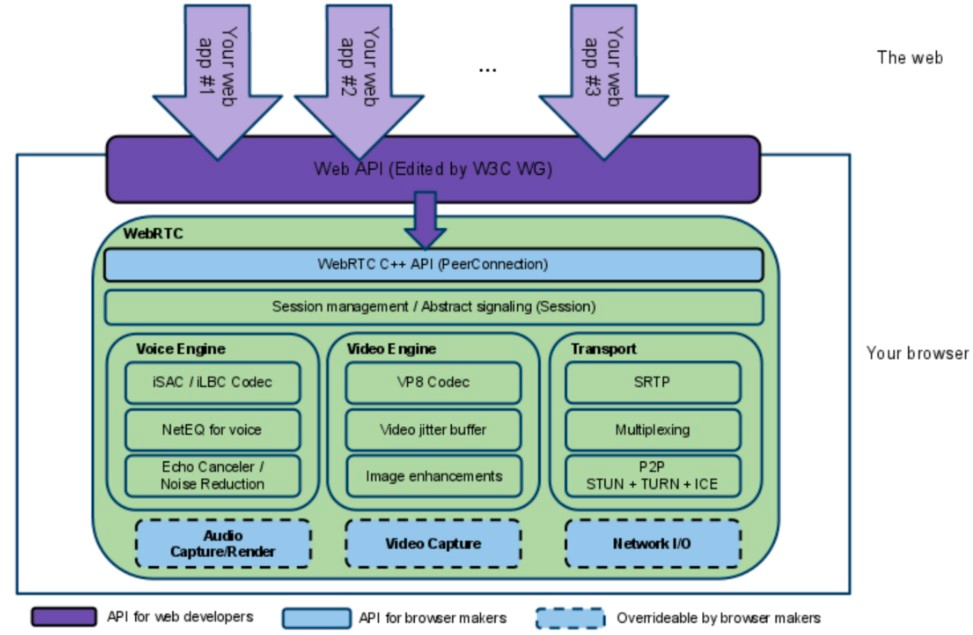 Your web
app #1
Your web
app #2
...
Your web
app #3
The web
Web API (Edited by W3C WG)
WebRTC
WebRTC C++ API (PeerConnection)
Session management / Abstract signaling (Session)
Your browser
Voice Engine
iSAC / iLBC Codec
NetEQ for voice
Echo Canceler /
Noise Reduction
Video Engine
VP8 Codec
Video jitter buffer
Image enhancements
Transport
SRTP
Multiplexing
P2P
STUN + TURN + ICE
Audio
Capture/Render
Video Capture
Network I/O
API for web developers
API for browser makers
Overrideable by browser makers